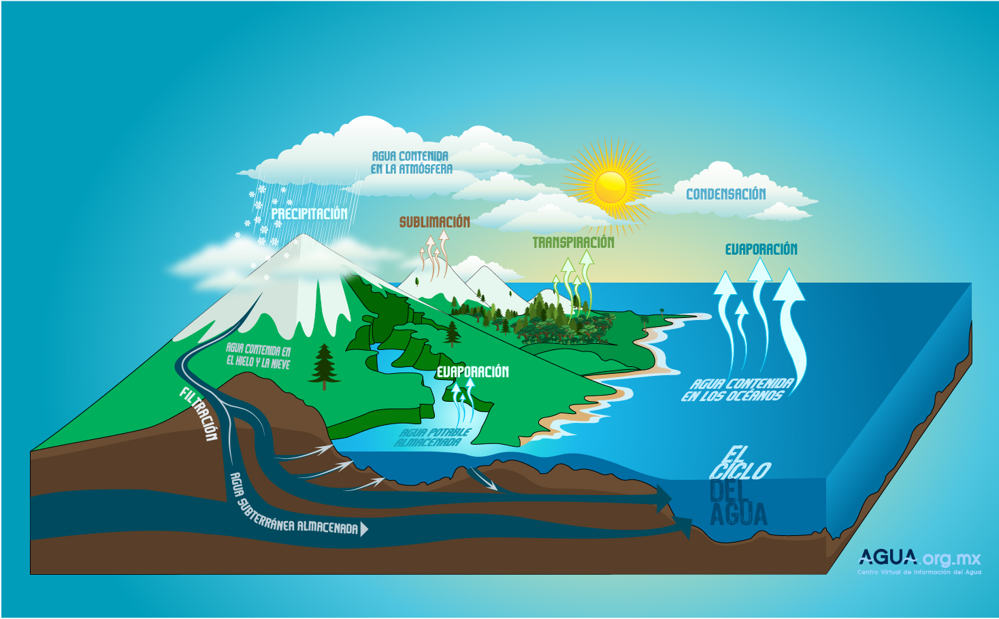 AGUA CONTENIDA
EN LA ATMÓSFERA
CONDENSACIÓN
PRECIPITACIÓN
SUBLIMACIÓN
TRANSPIRACIÓN
EVAPORACIÓN
AGUA CONTENIDA EN
EL HIELO Y LA NIEVE
EVAPORACIÓN
AGUA CONTENIDA
EN LOS OCÉANOS
FILTRACIÓN
AGUA POTABLE
ALMACENADA
AGUA SUBTERRÁNEA ALMACENADA
EL
CICLO
DEL
AGUA
AGUA.org.mx
Centro Virtual de Información del Agua